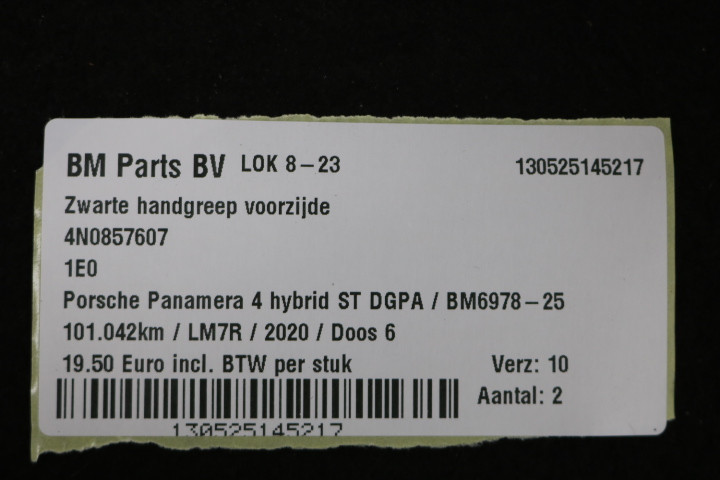 BM Parts BV LOK 8-23 130525145217
Zwarte handgreep voorzijde
4N0857607
1E0
Porsche Panamera 4 hybrid ST DGPA / BM6978-25
101.042km / LM7R / 2020 / Doos 6
19.50 Euro incl. BTW per stuk Verz: 10
Aantal: 2
130525145217